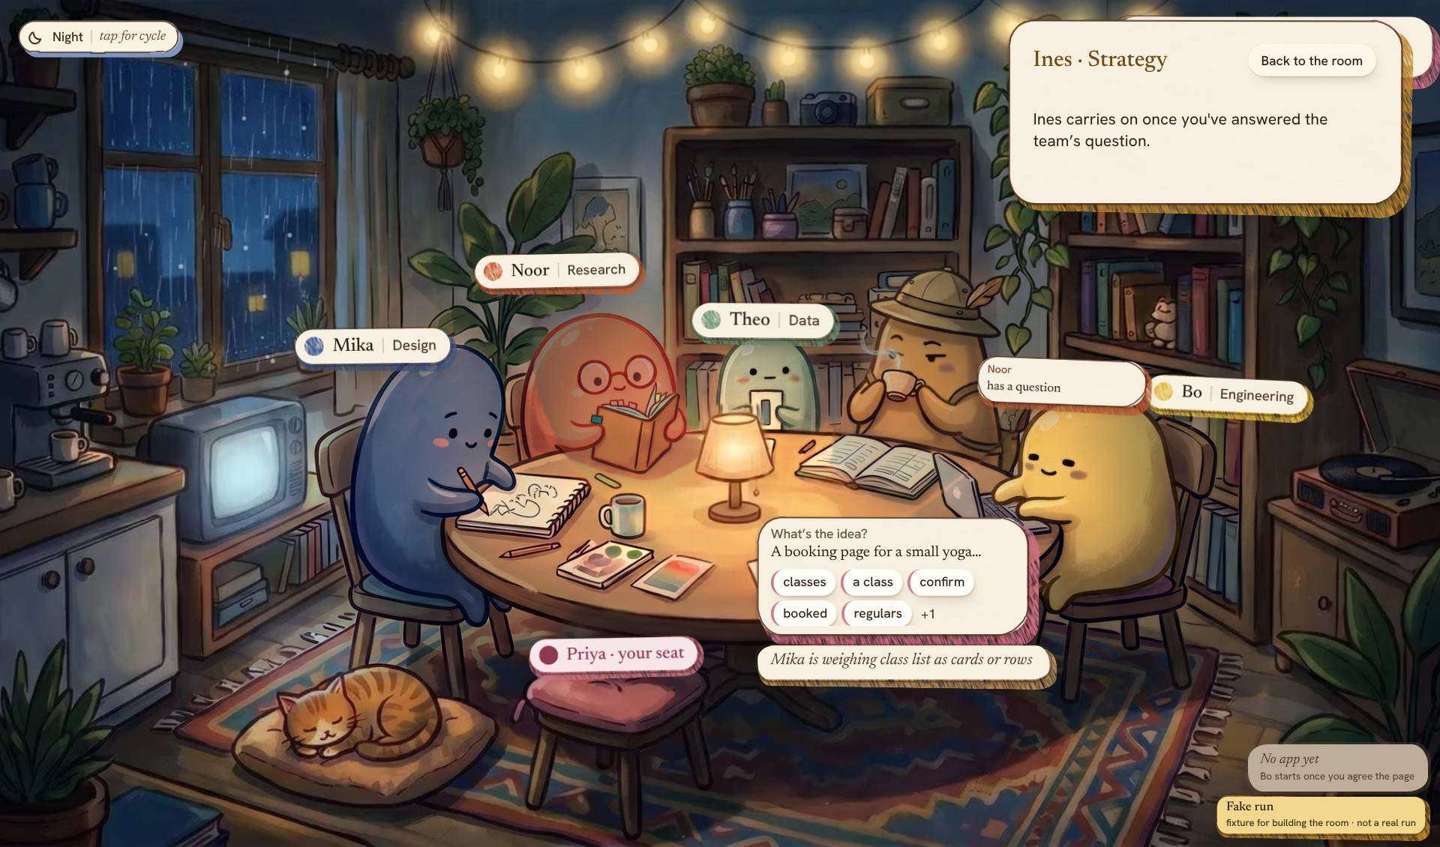 Night | tap for cycle
Ines · Strategy
Back to the room
Ines carries on once you've answered the
team's question.
Noor | Research
Theo | Data
Mika | Design
Noor
has a question
Bo | Engineering
What's the idea?
A booking page for a small yoga...
classes
a class
confirm
booked
regulars
+1
Priya · your seat
Mika is weighing class list as cards or rows
No app yet
Bo starts once you agree the page
Fake run
fixture for building the room · not a real run